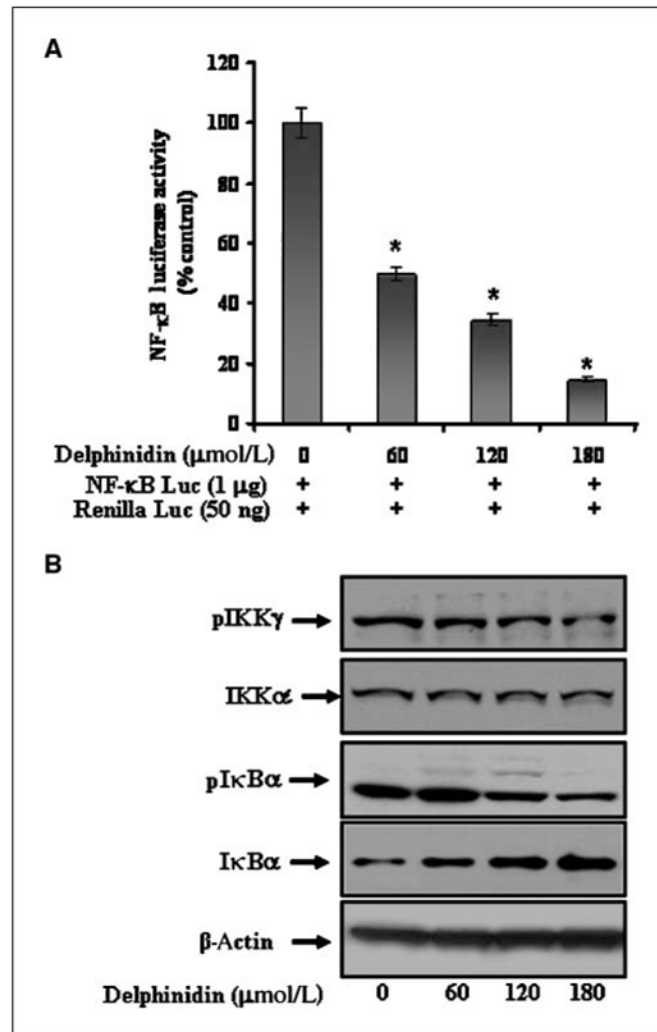 A
120
100
80
60
40
20
0
NF-κB luciferase activity
(% control)
*
*
*
Delphinidin (μmol/L) 0 60 120 180
NF-κB Luc (1 μg) + + + +
Renilla Luc (50 ng) + + + +
B
pIKKγ
IKKα
pIκBα
IκBα
β-Actin
Delphinidin (μmol/L) 0 60 120 180